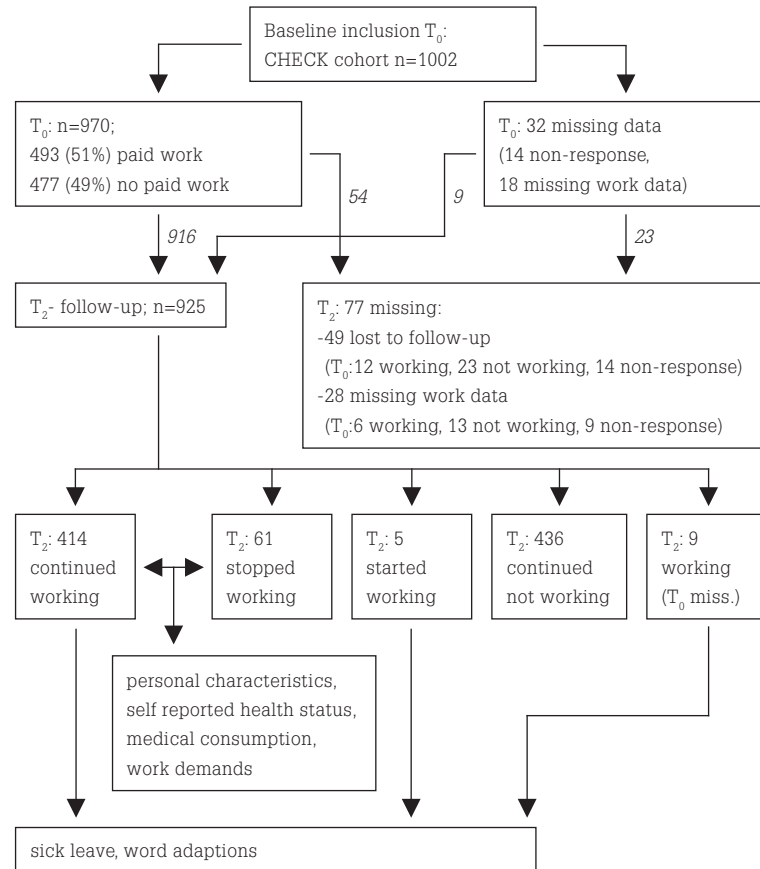 Baseline inclusion T₀:
CHECK cohort n=1002
T₀: n=970;
493 (51%) paid work
477 (49%) no paid work
T₀: 32 missing data
(14 non-response,
18 missing work data)
54
9
916
23
T₂- follow-up; n=925
T₂: 77 missing:
-49 lost to follow-up
(T₀:12 working, 23 not working, 14 non-response)
-28 missing work data
(T₀:6 working, 13 not working, 9 non-response)
T₂: 414
continued
working
T₂: 61
stopped
working
T₂: 5
started
working
T₂: 436
continued
not working
T₂: 9
working
(T₀ miss.)
personal characteristics,
self reported health status,
medical consumption,
work demands
sick leave, word adaptions